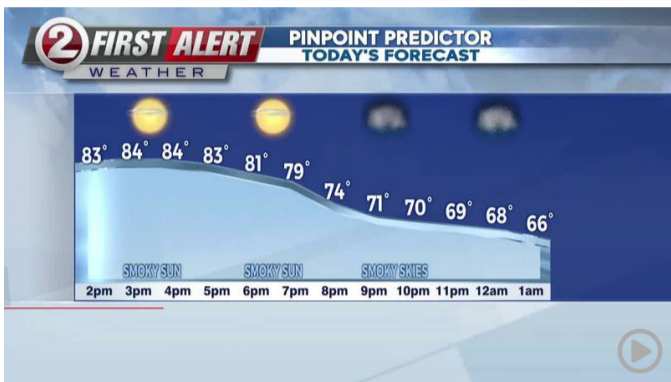 2 FIRST ALERT
WEATHER
PINPOINT PREDICTOR
TODAY'S FORECAST
83° 84° 84° 83° 81° 79° 74° 71° 70° 69° 68° 66°
SMOKY SUN SMOKY SUN SMOKY SKIES
2pm 3pm 4pm 5pm 6pm 7pm 8pm 9pm 10pm 11pm 12am 1am